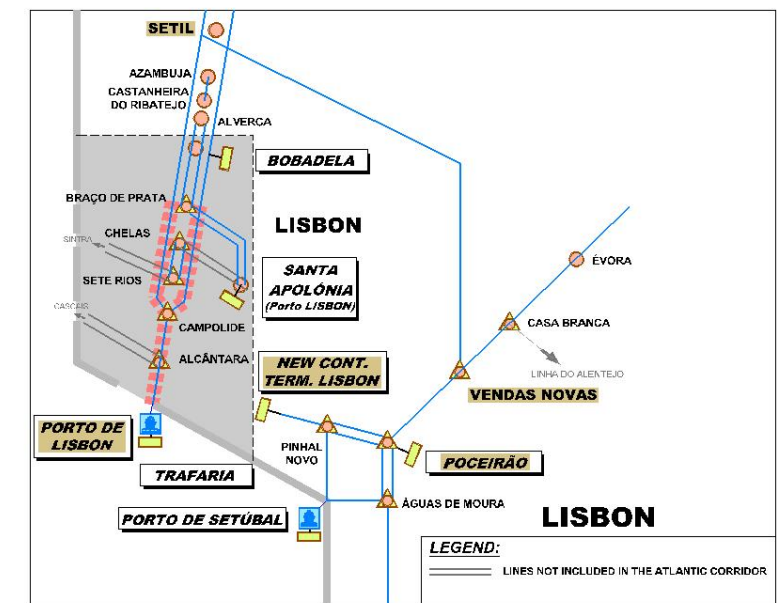 SETIL
AZAMBUJA
CASTANHEIRA
DO RIBATEJO
ALVERCA
BOBADELA
BRAÇO DE PRATA
LISBON
CHELAS
SINTRA
ÉVORA
SANTA
APOLÓNIA
(Porto LISBON)
SETE RIOS
CASCAIS
CAMPOLIDE
CASA BRANCA
ALCÂNTARA
NEW CONT.
TERM. LISBON
LINHA DO ALENTEJO
VENDAS NOVAS
PORTO DE
LISBON
PINHAL
NOVO
POCEIRÃO
TRAFARIA
ÁGUAS DE MOURA
PORTO DE SETÚBAL
LISBON
LEGEND:
LINES NOT INCLUDED IN THE ATLANTIC CORRIDOR